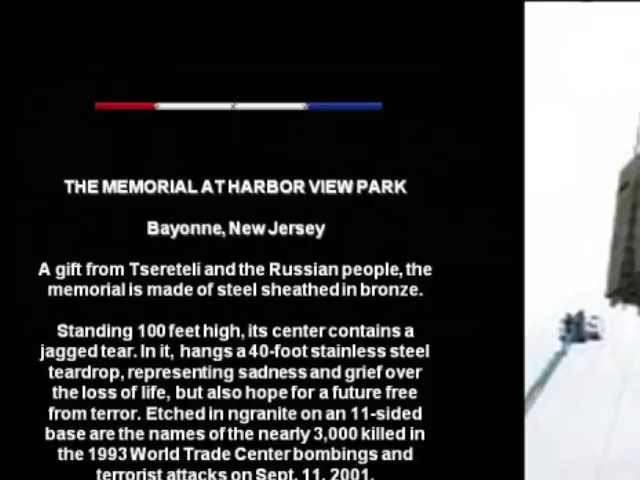 THE MEMORIAL AT HARBOR VIEW PARK
Bayonne, New Jersey
A gift from Tsereteli and the Russian people, the
memorial is made of steel sheathed in bronze.
Standing 100 feet high, its center contains a
jagged tear. In it, hangs a 40-foot stainless steel
teardrop, representing sadness and grief over
the loss of life, but also hope for a future free
from terror. Etched in ngranite on an 11-sided
base are the names of the nearly 3,000 killed in
the 1993 World Trade Center bombings and
terrorist attacks on Sept. 11, 2001.